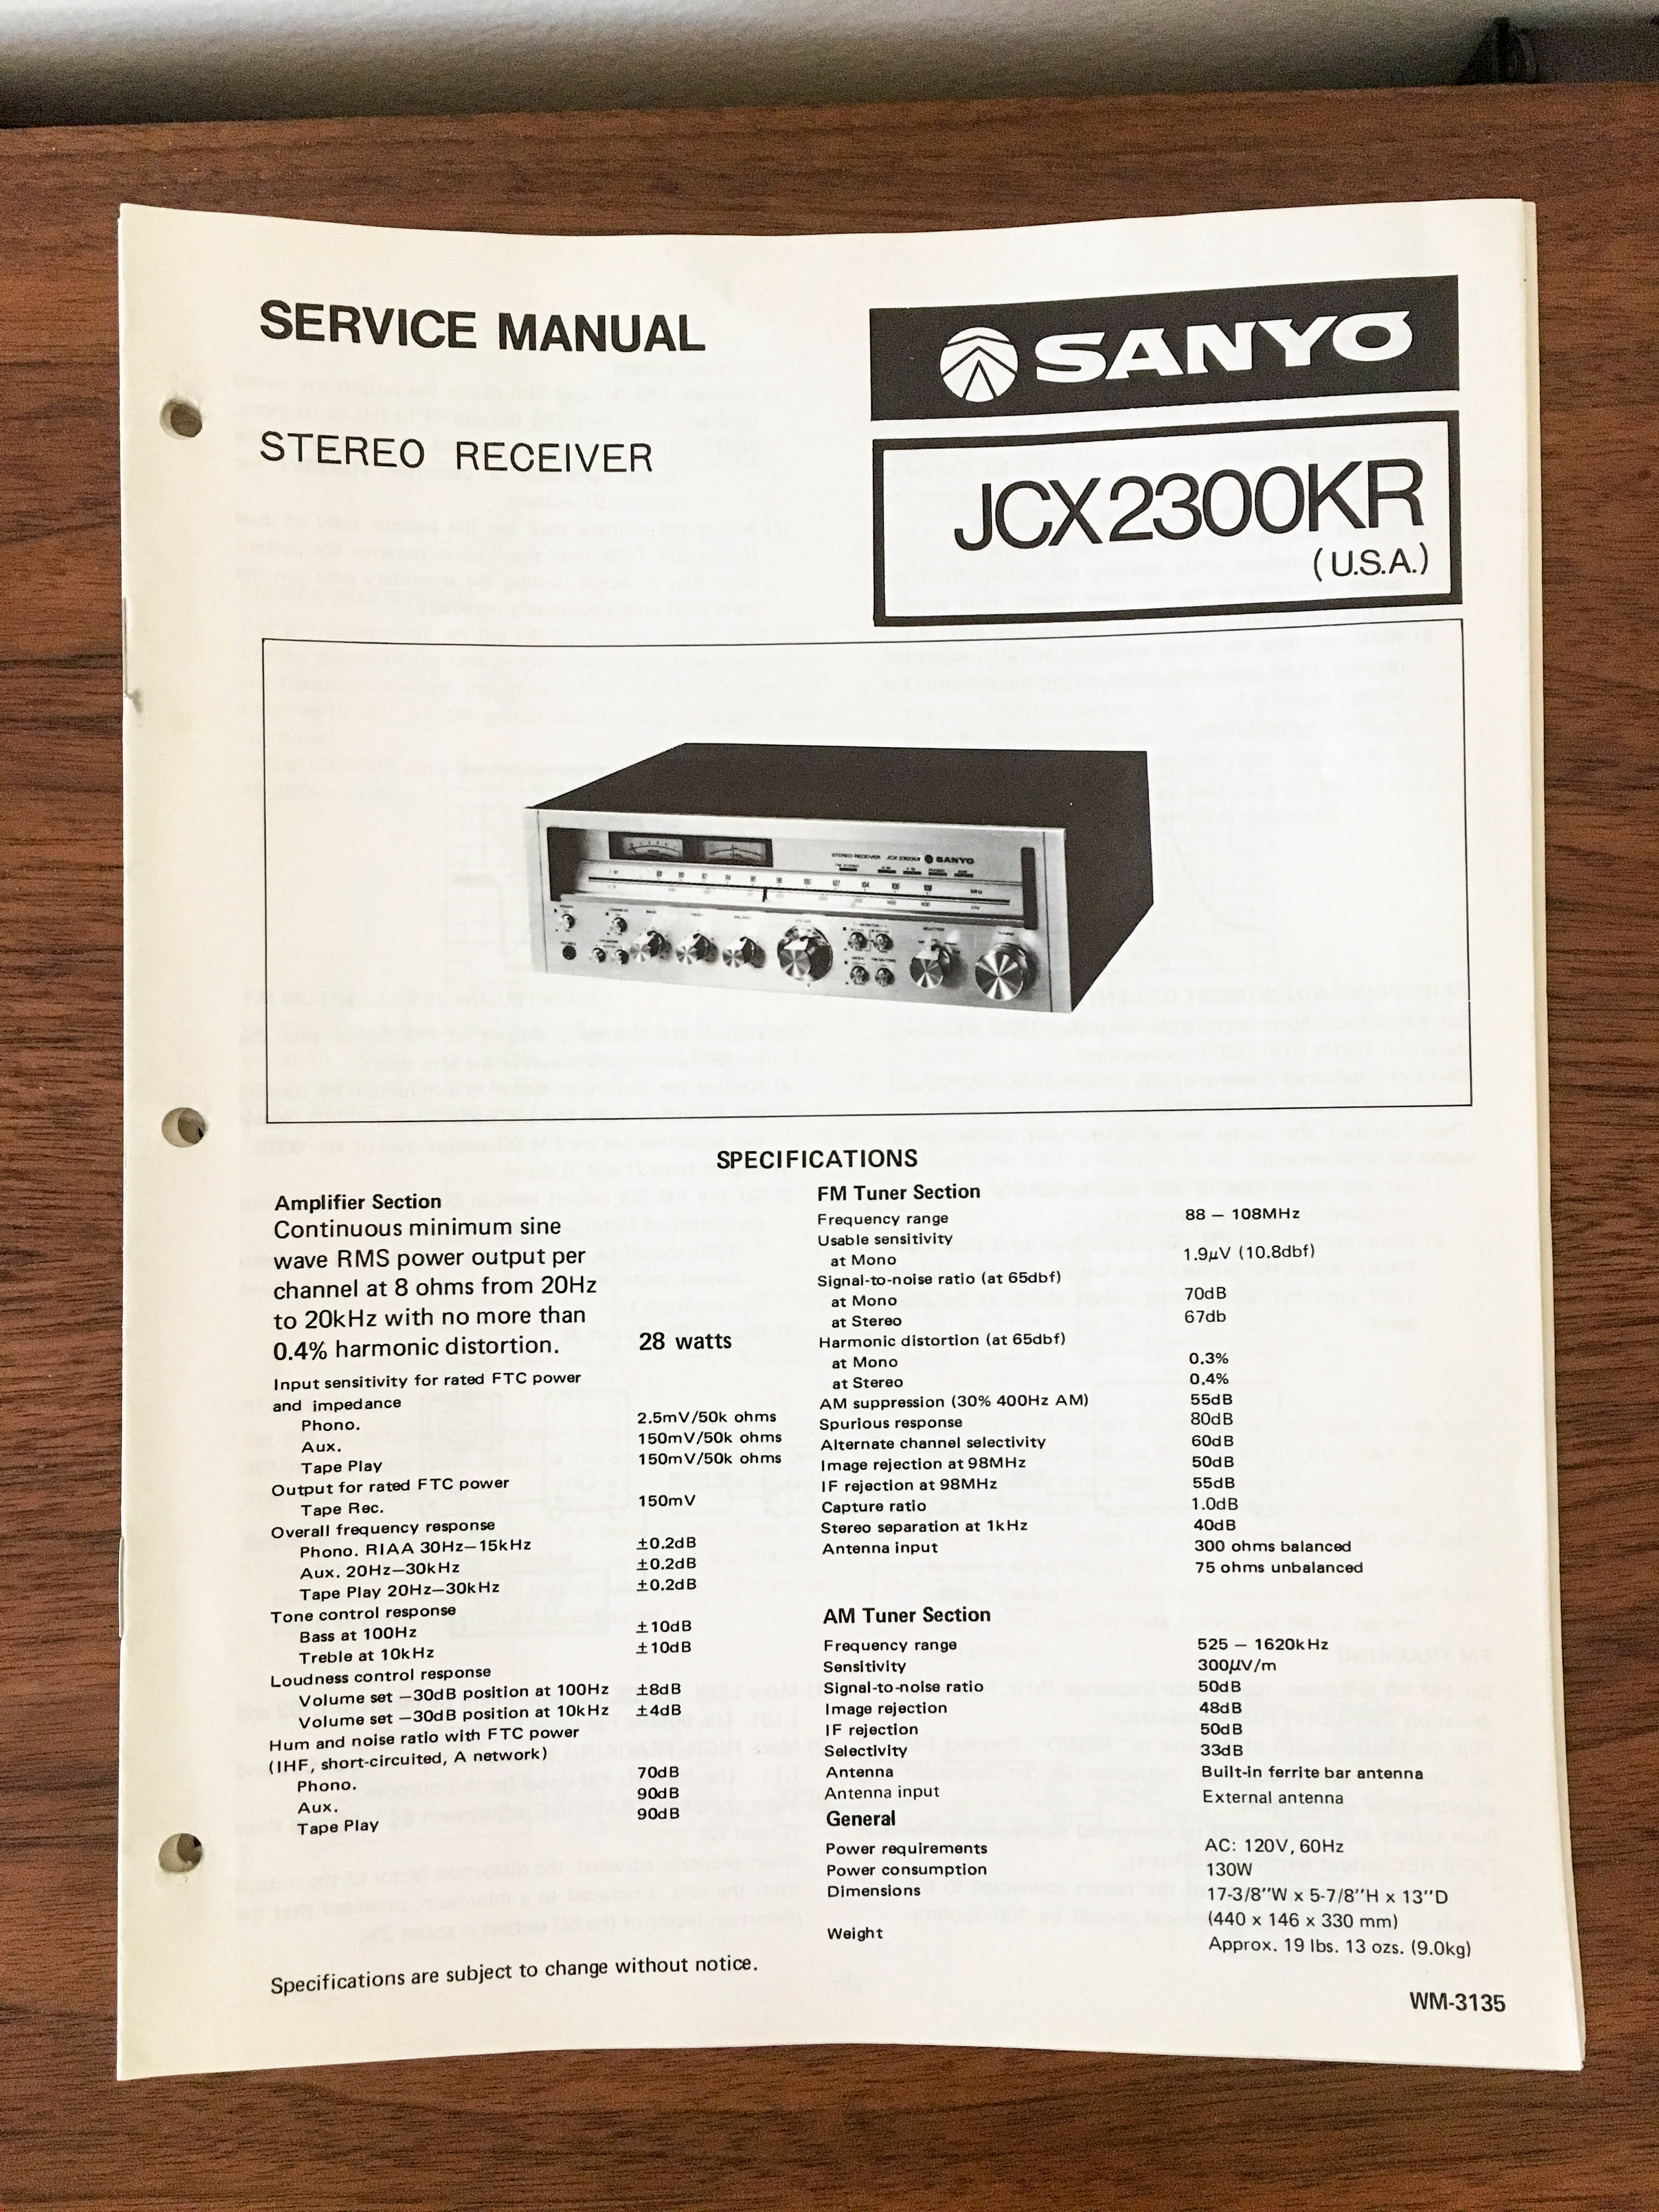 SERVICE MANUAL
SANYO
STEREO RECEIVER
JCX2300KR
(U.S.A.)
STEREO RECEIVER JCX 2300KR SANYO
SPECIFICATIONS
Amplifier Section
Continuous minimum sine
wave RMS power output per
channel at 8 ohms from 20Hz
to 20kHz with no more than
0.4% harmonic distortion. 28 watts
Input sensitivity for rated FTC power
and impedance
Phono. 2.5mV/50k ohms
Aux. 150mV/50k ohms
Tape Play 150mV/50k ohms
Output for rated FTC power
Tape Rec. 150mV
Overall frequency response
Phono. RIAA 30Hz–15kHz ±0.2dB
Aux. 20Hz–30kHz ±0.2dB
Tape Play 20Hz–30kHz ±0.2dB
Tone control response
Bass at 100Hz ±10dB
Treble at 10kHz ±10dB
Loudness control response
Volume set –30dB position at 100Hz ±8dB
Volume set –30dB position at 10kHz ±4dB
Hum and noise ratio with FTC power
(IHF, short-circuited, A network)
Phono. 70dB
Aux. 90dB
Tape Play 90dB
FM Tuner Section
Frequency range 88 – 108MHz
Usable sensitivity
at Mono 1.9μV (10.8dbf)
Signal-to-noise ratio (at 65dbf)
at Mono 70dB
at Stereo 67db
Harmonic distortion (at 65dbf)
at Mono 0.3%
at Stereo 0.4%
AM suppression (30% 400Hz AM) 55dB
Spurious response 80dB
Alternate channel selectivity 60dB
Image rejection at 98MHz 50dB
IF rejection at 98MHz 55dB
Capture ratio 1.0dB
Stereo separation at 1kHz 40dB
Antenna input 300 ohms balanced
75 ohms unbalanced
AM Tuner Section
Frequency range 525 – 1620kHz
Sensitivity 300μV/m
Signal-to-noise ratio 50dB
Image rejection 48dB
IF rejection 50dB
Selectivity 33dB
Antenna Built-in ferrite bar antenna
Antenna input External antenna
General
Power requirements AC: 120V, 60Hz
Power consumption 130W
Dimensions 17-3/8''W x 5-7/8''H x 13''D
(440 x 146 x 330 mm)
Weight Approx. 19 lbs. 13 ozs. (9.0kg)
Specifications are subject to change without notice.
WM-3135